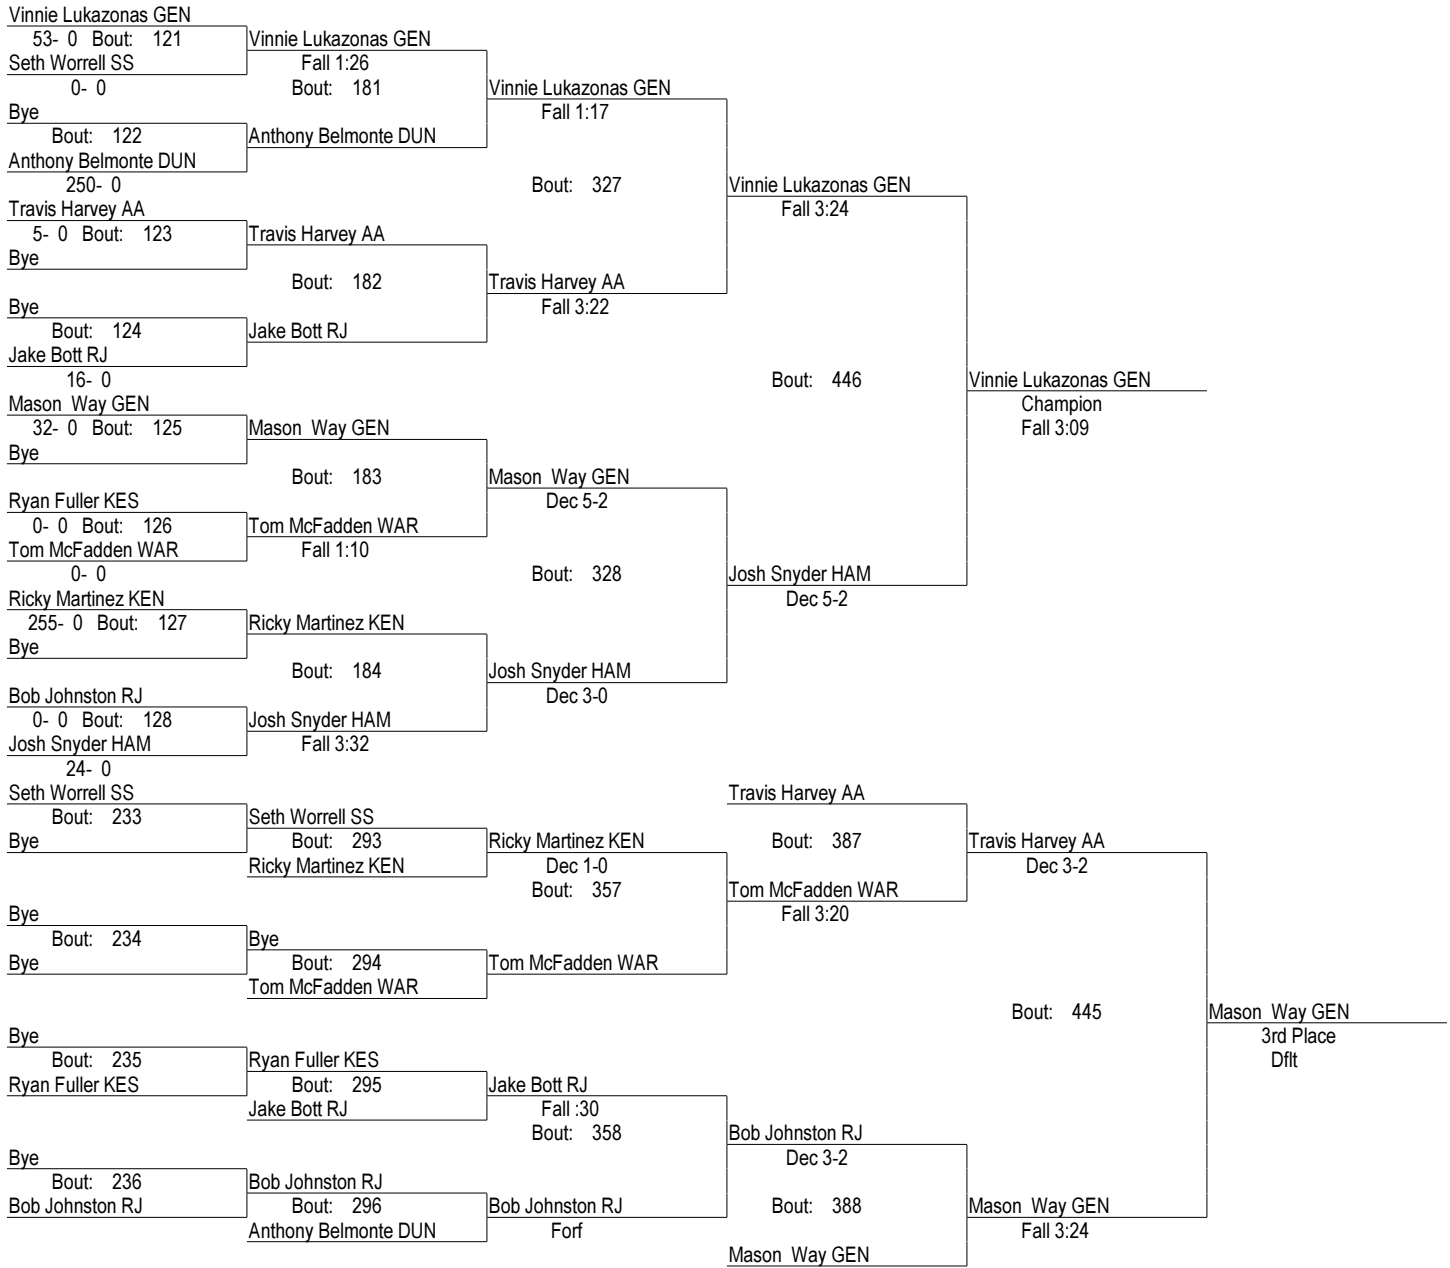 Vinnie Lukazonas GEN
53- 0 Bout: 121
Vinnie Lukazonas GEN
Seth Worrell SS
Fall 1:26
0- 0
Bout: 181
Vinnie Lukazonas GEN
Bye
Fall 1:17
Bout: 122
Anthony Belmonte DUN
Anthony Belmonte DUN
250- 0
Bout: 327
Vinnie Lukazonas GEN
Travis Harvey AA
Fall 3:24
5- 0 Bout: 123
Travis Harvey AA
Bye
Bout: 182
Travis Harvey AA
Bye
Fall 3:22
Bout: 124
Jake Bott RJ
Jake Bott RJ
16- 0
Bout: 446
Vinnie Lukazonas GEN
Mason Way GEN
Champion
32- 0 Bout: 125
Mason Way GEN
Fall 3:09
Bye
Bout: 183
Mason Way GEN
Ryan Fuller KES
Dec 5-2
0- 0 Bout: 126
Tom McFadden WAR
Tom McFadden WAR
Fall 1:10
0- 0
Bout: 328
Josh Snyder HAM
Ricky Martinez KEN
Dec 5-2
255- 0 Bout: 127
Ricky Martinez KEN
Bye
Bout: 184
Josh Snyder HAM
Bob Johnston RJ
Dec 3-0
0- 0 Bout: 128
Josh Snyder HAM
Josh Snyder HAM
Fall 3:32
24- 0
Seth Worrell SS
Travis Harvey AA
Bout: 233
Seth Worrell SS
Bye
Bout: 293
Ricky Martinez KEN
Bout: 387
Travis Harvey AA
Ricky Martinez KEN
Dec 1-0
Dec 3-2
Bout: 357
Tom McFadden WAR
Bye
Fall 3:20
Bout: 234
Bye
Bye
Bout: 294
Tom McFadden WAR
Tom McFadden WAR
Bout: 445
Mason Way GEN
Bye
3rd Place
Bout: 235
Ryan Fuller KES
Dflt
Ryan Fuller KES
Bout: 295
Jake Bott RJ
Jake Bott RJ
Fall :30
Bout: 358
Bob Johnston RJ
Bye
Dec 3-2
Bout: 236
Bob Johnston RJ
Bob Johnston RJ
Bout: 296
Bob Johnston RJ
Bout: 388
Mason Way GEN
Anthony Belmonte DUN
Forf
Fall 3:24
Mason Way GEN